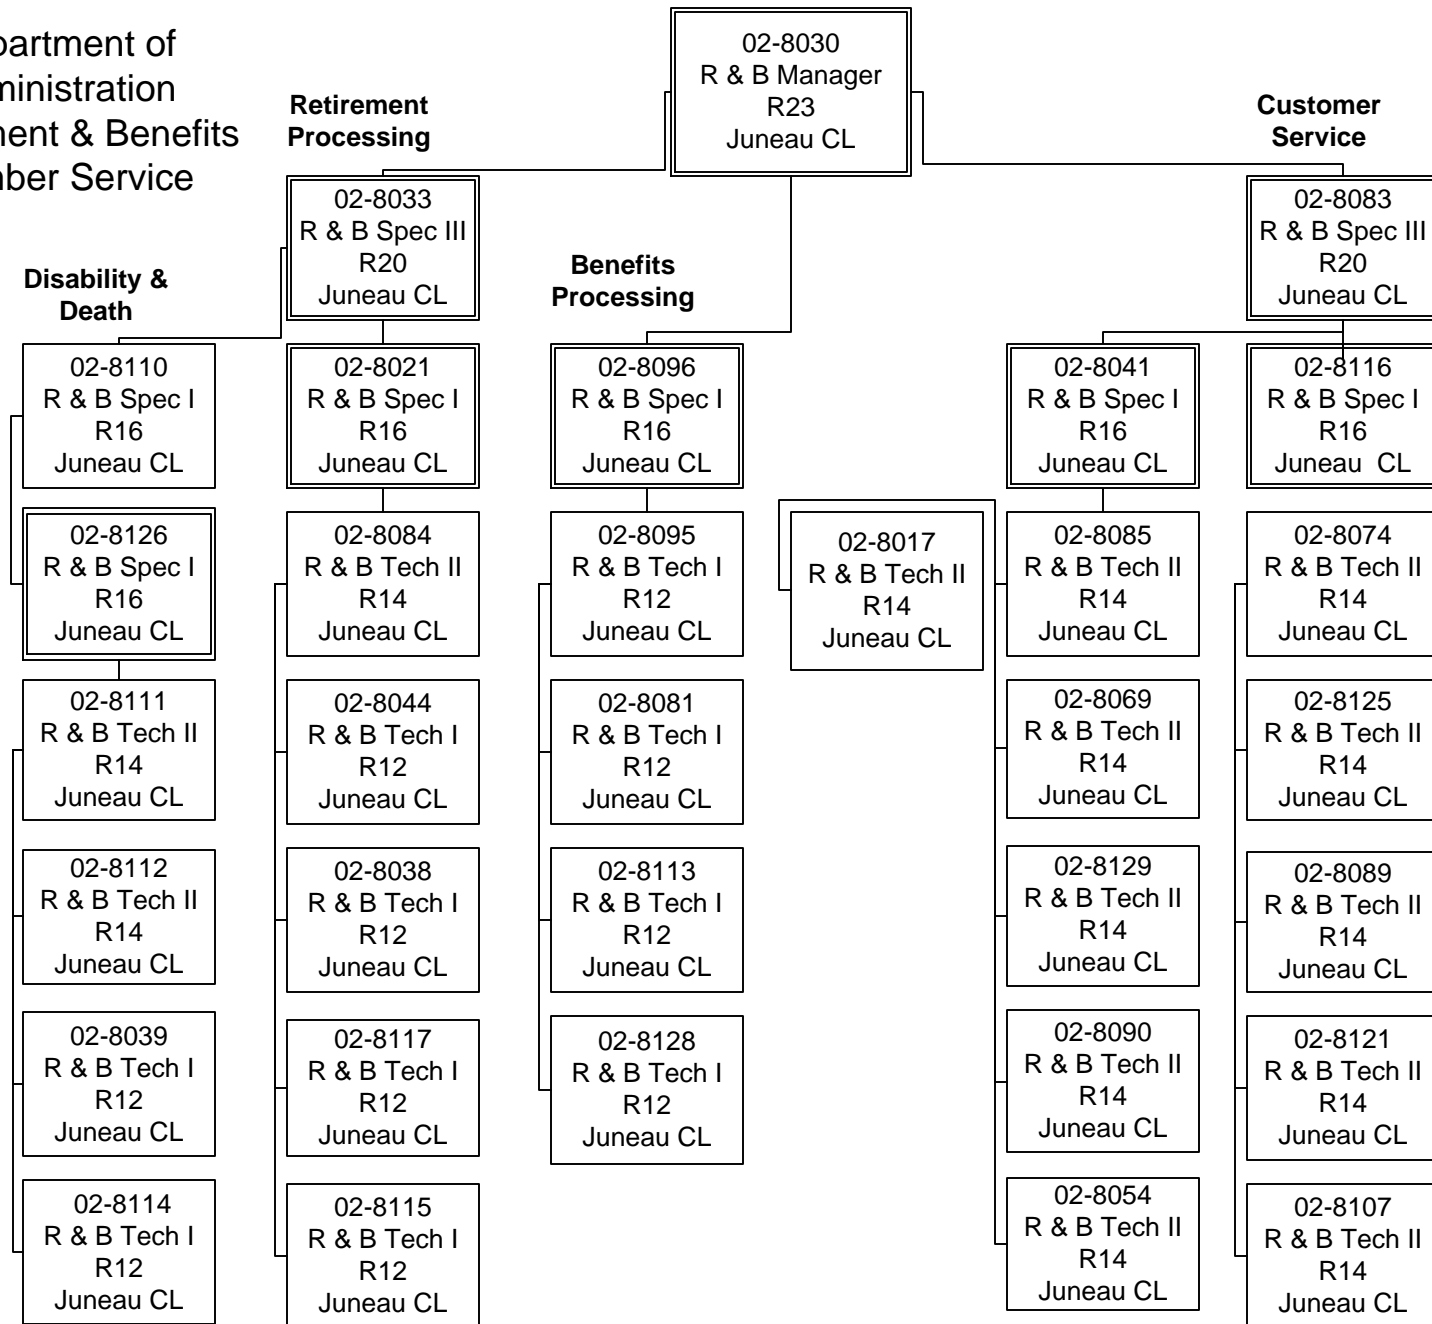 02-8030
R & B Manager
R23
Juneau CL
of
& Benefits
Service
Retirement
Processing
Customer
Service
02-8033
R & B Spec III
R20
Juneau CL
02-8083
R & B Spec III
R20
Juneau CL
Disability &
Death
Benefits
Processing
02-8110
R & B Spec I
R16
Juneau CL
02-8021
R & B Spec I
R16
Juneau CL
02-8096
R & B Spec I
R16
Juneau CL
02-8041
R & B Spec I
R16
Juneau CL
02-8116
R & B Spec I
R16
Juneau CL
02-8126
R & B Spec I
R16
Juneau CL
02-8084
R & B Tech II
R14
Juneau CL
02-8095
R & B Tech I
R12
Juneau CL
02-8017
R & B Tech II
R14
Juneau CL
02-8085
R & B Tech II
R14
Juneau CL
02-8074
R & B Tech II
R14
Juneau CL
02-8111
R & B Tech II
R14
Juneau CL
02-8044
R & B Tech I
R12
Juneau CL
02-8081
R & B Tech I
R12
Juneau CL
02-8069
R & B Tech II
R14
Juneau CL
02-8125
R & B Tech II
R14
Juneau CL
02-8112
R & B Tech II
R14
Juneau CL
02-8038
R & B Tech I
R12
Juneau CL
02-8113
R & B Tech I
R12
Juneau CL
02-8129
R & B Tech II
R14
Juneau CL
02-8089
R & B Tech II
R14
Juneau CL
02-8039
R & B Tech I
R12
Juneau CL
02-8117
R & B Tech I
R12
Juneau CL
02-8128
R & B Tech I
R12
Juneau CL
02-8090
R & B Tech II
R14
Juneau CL
02-8121
R & B Tech II
R14
Juneau CL
02-8114
R & B Tech I
R12
Juneau CL
02-8115
R & B Tech I
R12
Juneau CL
02-8054
R & B Tech II
R14
Juneau CL
02-8107
R & B Tech II
R14
Juneau CL